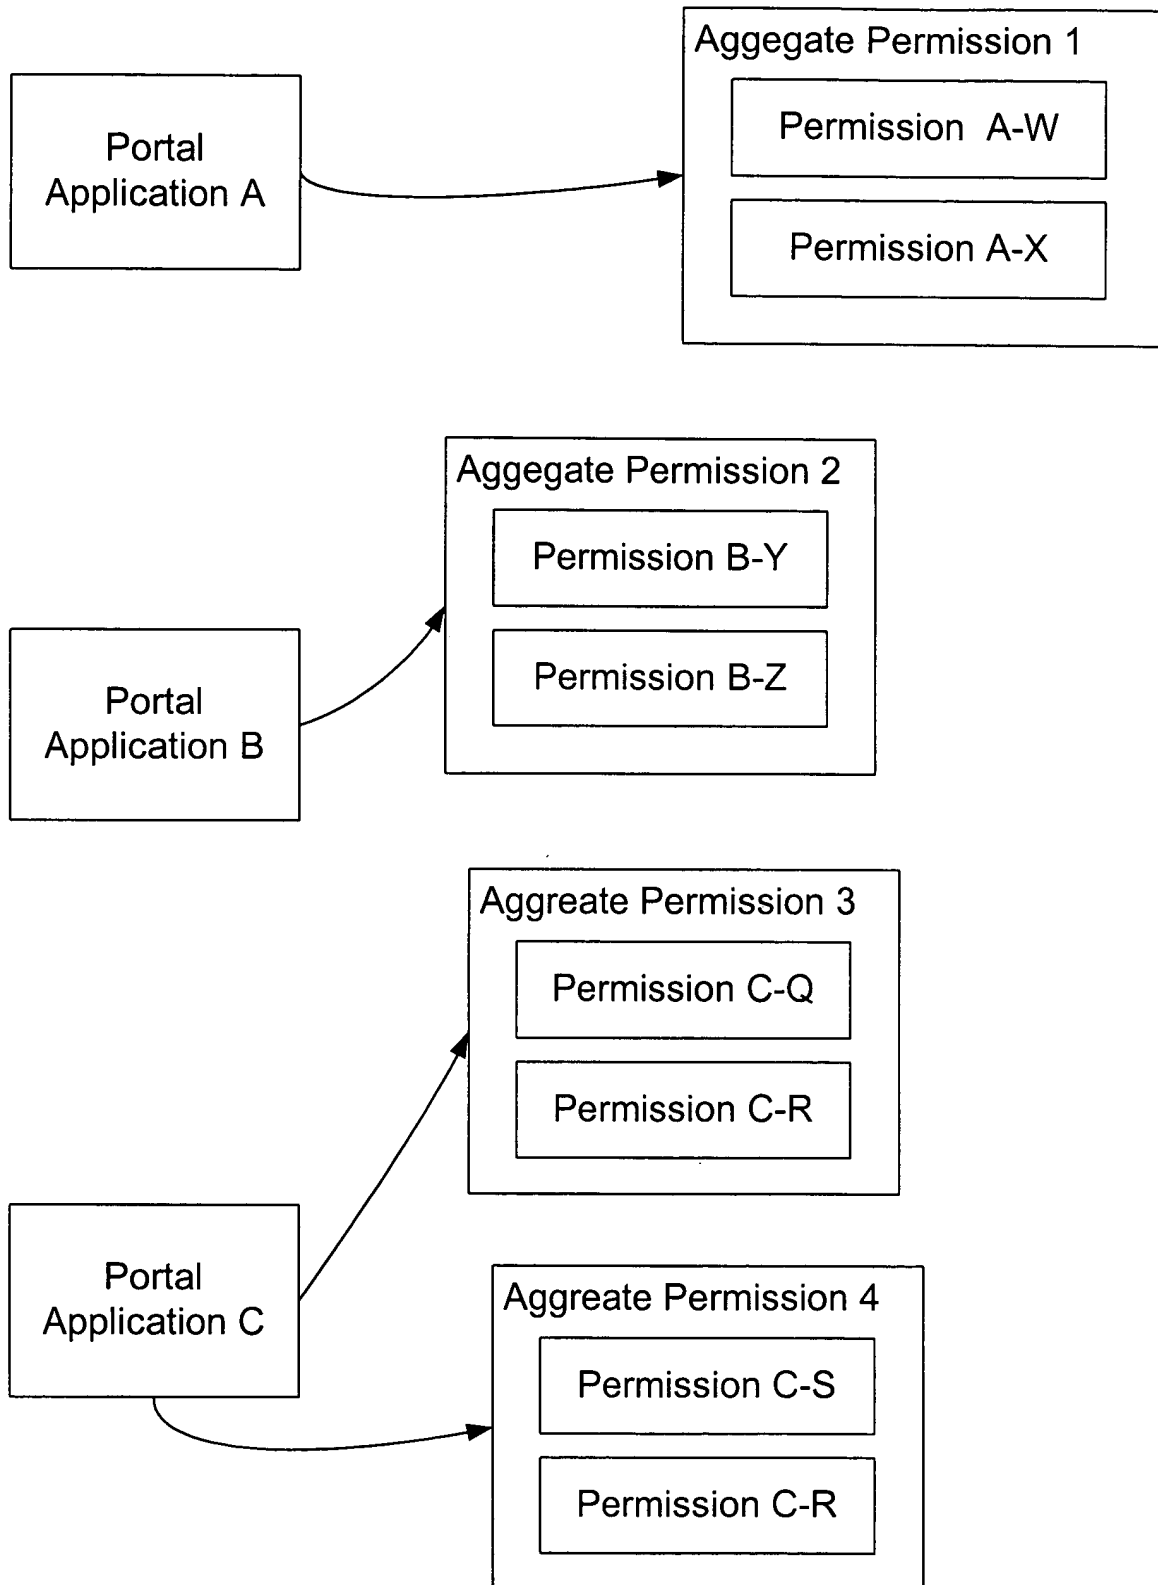 Aggegate Permission 1
Permission A-W
Permission A-X
Portal
Application A
Aggegate Permission 2
Permission B-Y
Permission B-Z
Portal
Application B
Aggreate Permission 3
Permission C-Q
Permission C-R
Portal
Application C
Aggreate Permission 4
Permission C-S
Permission C-R